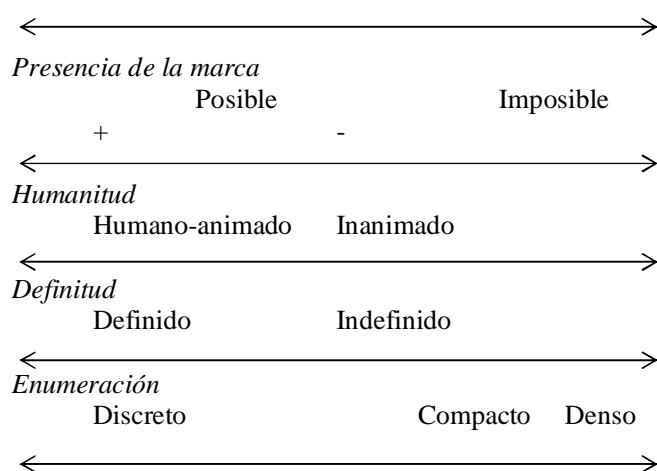 Presencia de la marca
Posible Imposible
+ -
Humanitud
Humano-animado Inanimado
Definitud
Definido Indefinido
Enumeración
Discreto Compacto Denso